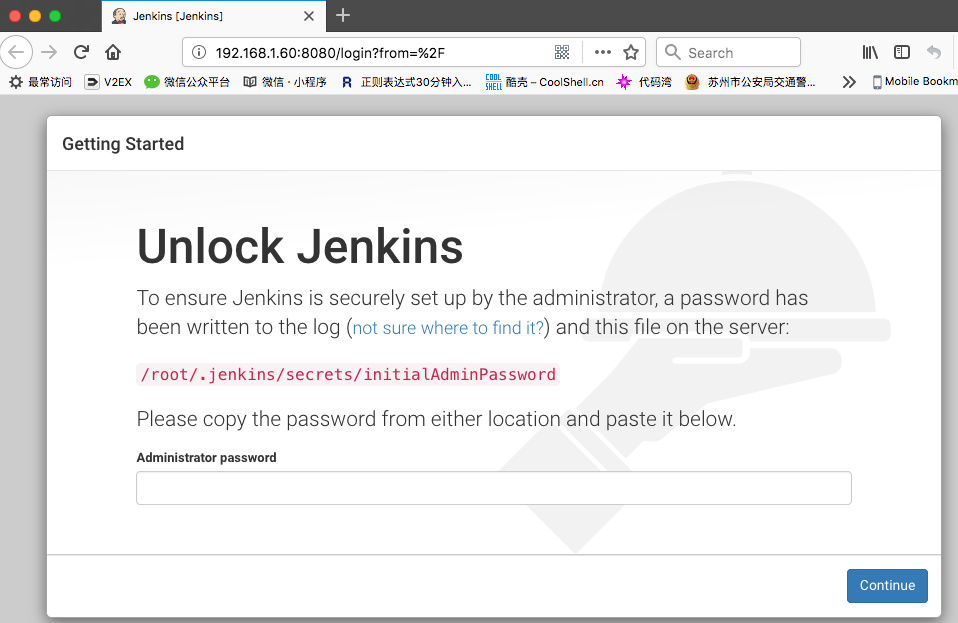 Jenkins [Jenkins]
192.168.1.60:8080/login?from=%2F
Search
最常访问 V2EX 微信公众平台 微信 · 小程序 R 正则表达式30分钟入... COOL SHELL 酷壳 – CoolShell.cn 代码湾 苏州市公安局交通警... Mobile Bookm
Getting Started
Unlock Jenkins
To ensure Jenkins is securely set up by the administrator, a password has
been written to the log (not sure where to find it?) and this file on the server:
/root/.jenkins/secrets/initialAdminPassword
Please copy the password from either location and paste it below.
Administrator password
Continue